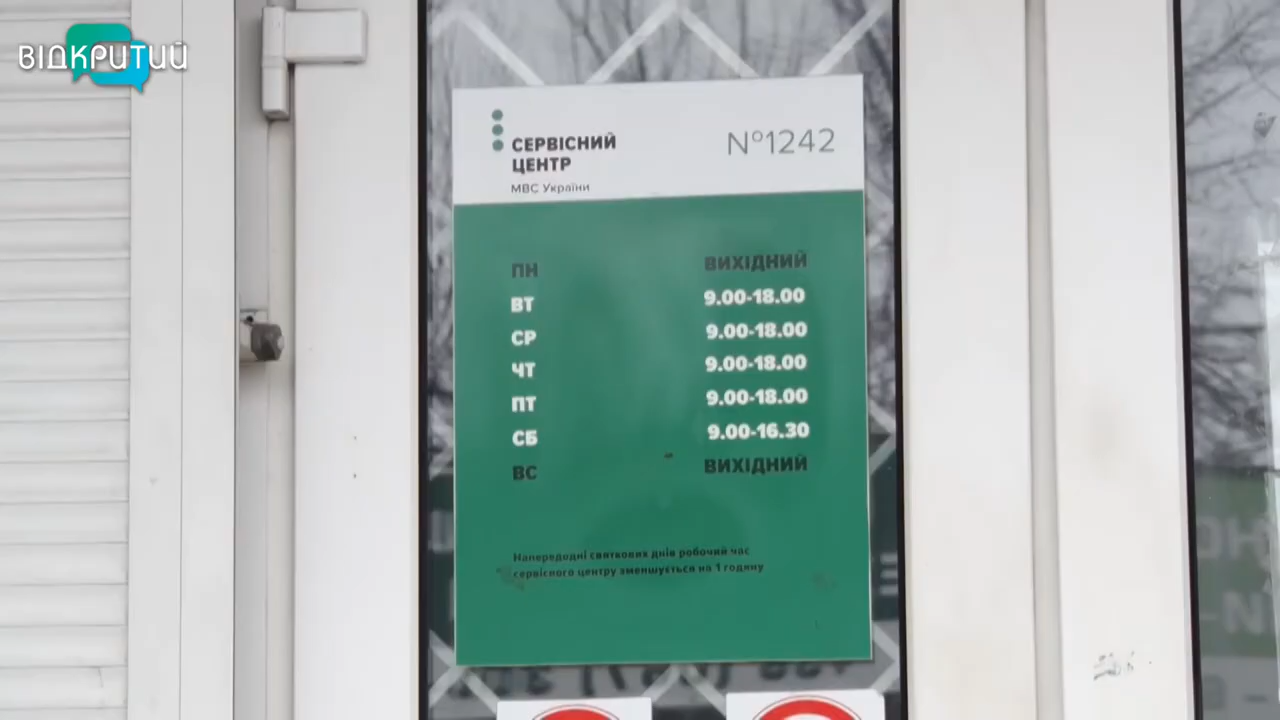 ВІДКРИТИЙ
СЕРВІСНИЙ
ЦЕНТР
МВС України
№1242
ПН ВИХІДНИЙ
ВТ 9.00-18.00
СР 9.00-18.00
ЧТ 9.00-18.00
ПТ 9.00-18.00
СБ 9.00-16.30
ВС ВИХІДНИЙ
Напередодні святкових днів робочий час
сервісного центру зменшується на 1 годину